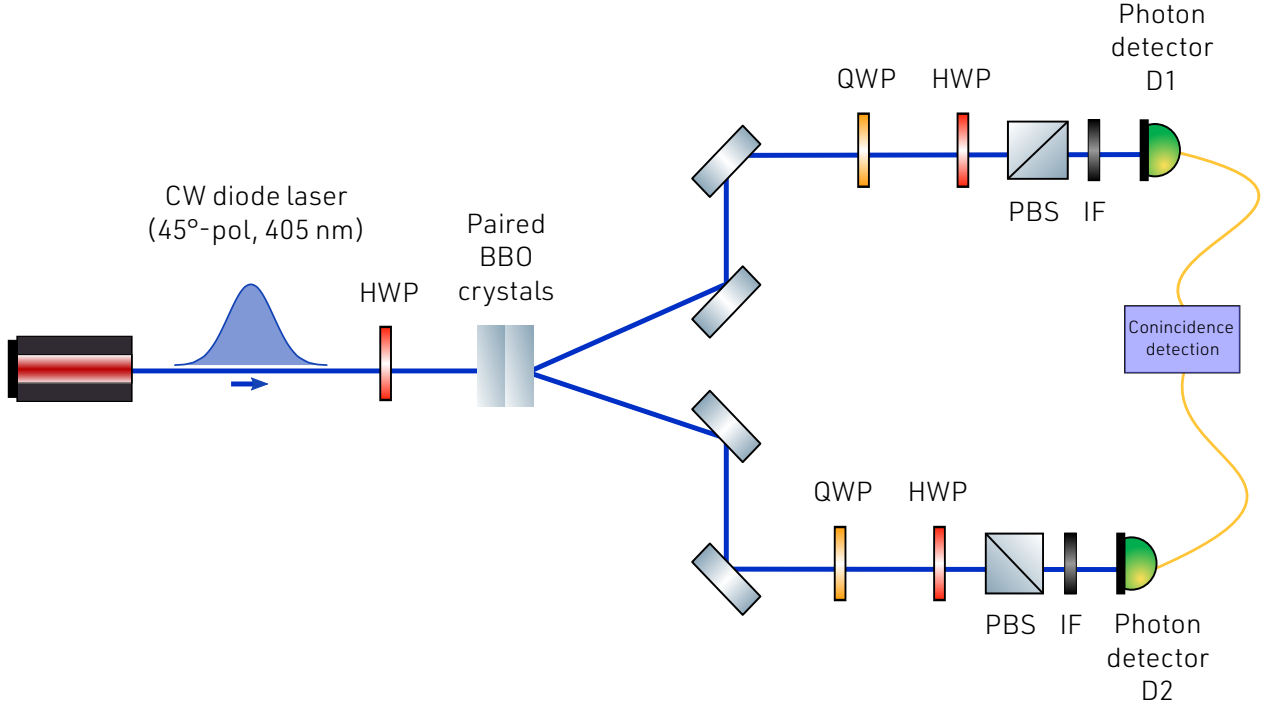 Photon
detector
D1
QWP
HWP
CW diode laser
(45°-pol, 405 nm)
Paired
BBO
crystals
HWP
PBS
IF
Conincidence
detection
QWP
HWP
PBS
IF
Photon
detector
D2